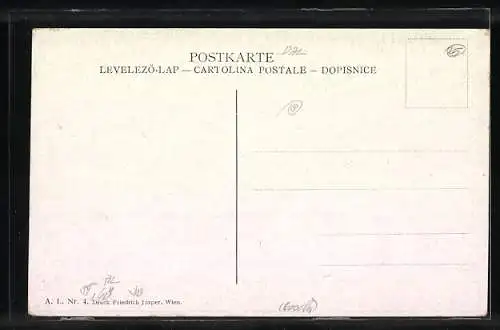 POSTKARTE
LEVELEZŐ-LAP — CARTOLINA POSTALE — DOPISNICE
A. L. Nr. 4. Druck Friedrich Jasper, Wien.